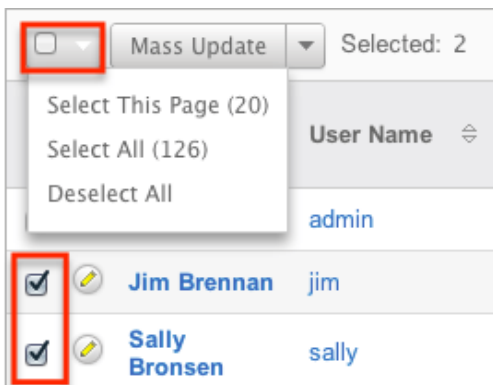 Mass Update Selected: 2
Select This Page (20)
Select All (126)
Deselect All
User Name
admin
Jim Brennan jim
Sally
Bronsen sally